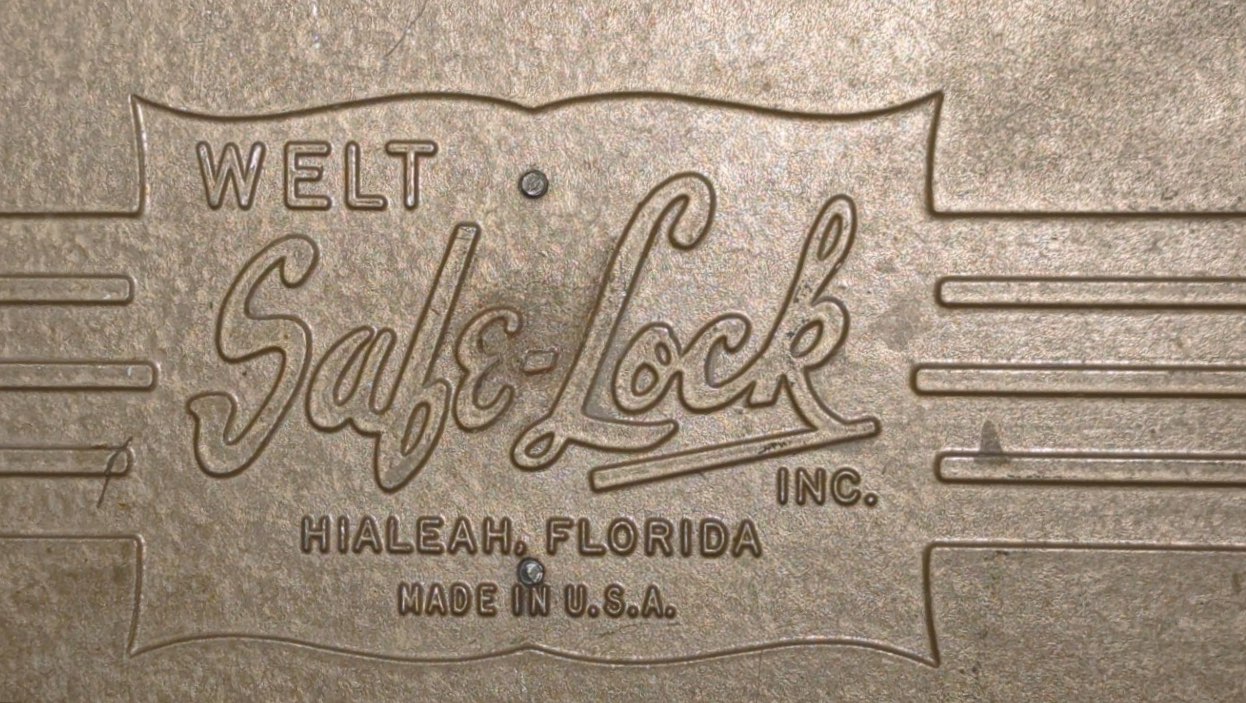 WELT
Safe-Lock
INC.
HIALEAH, FLORIDA
MADE IN U.S.A.